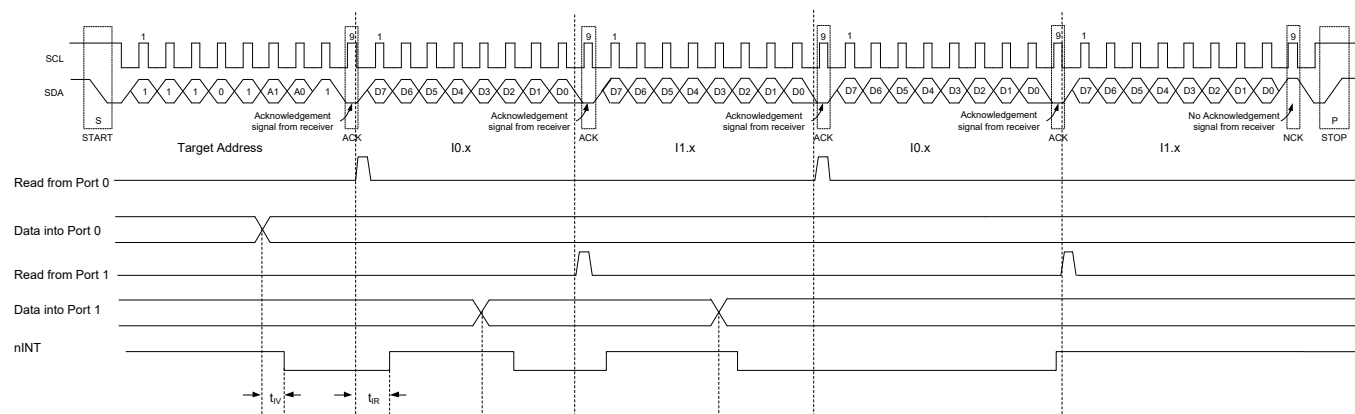 1 9 1 9 1 9 1 9 1 9
SCL
SDA
1 1 1 0 1 A1 A0 1 D7 D6 D5 D4 D3 D2 D1 D0 D7 D6 D5 D4 D3 D2 D1 D0 D7 D6 D5 D4 D3 D2 D1 D0 D7 D6 D5 D4 D3 D2 D1 D0
S Acknowledgement Acknowledgement Acknowledgement Acknowledgement No Acknowledgement P
signal from receiver signal from receiver signal from receiver signal from receiver signal from receiver
START ACK ACK ACK ACK NCK STOP
Target Address I0.x I1.x I0.x I1.x
Read from Port 0
Data into Port 0
Read from Port 1
Data into Port 1
nINT
tIV tIR